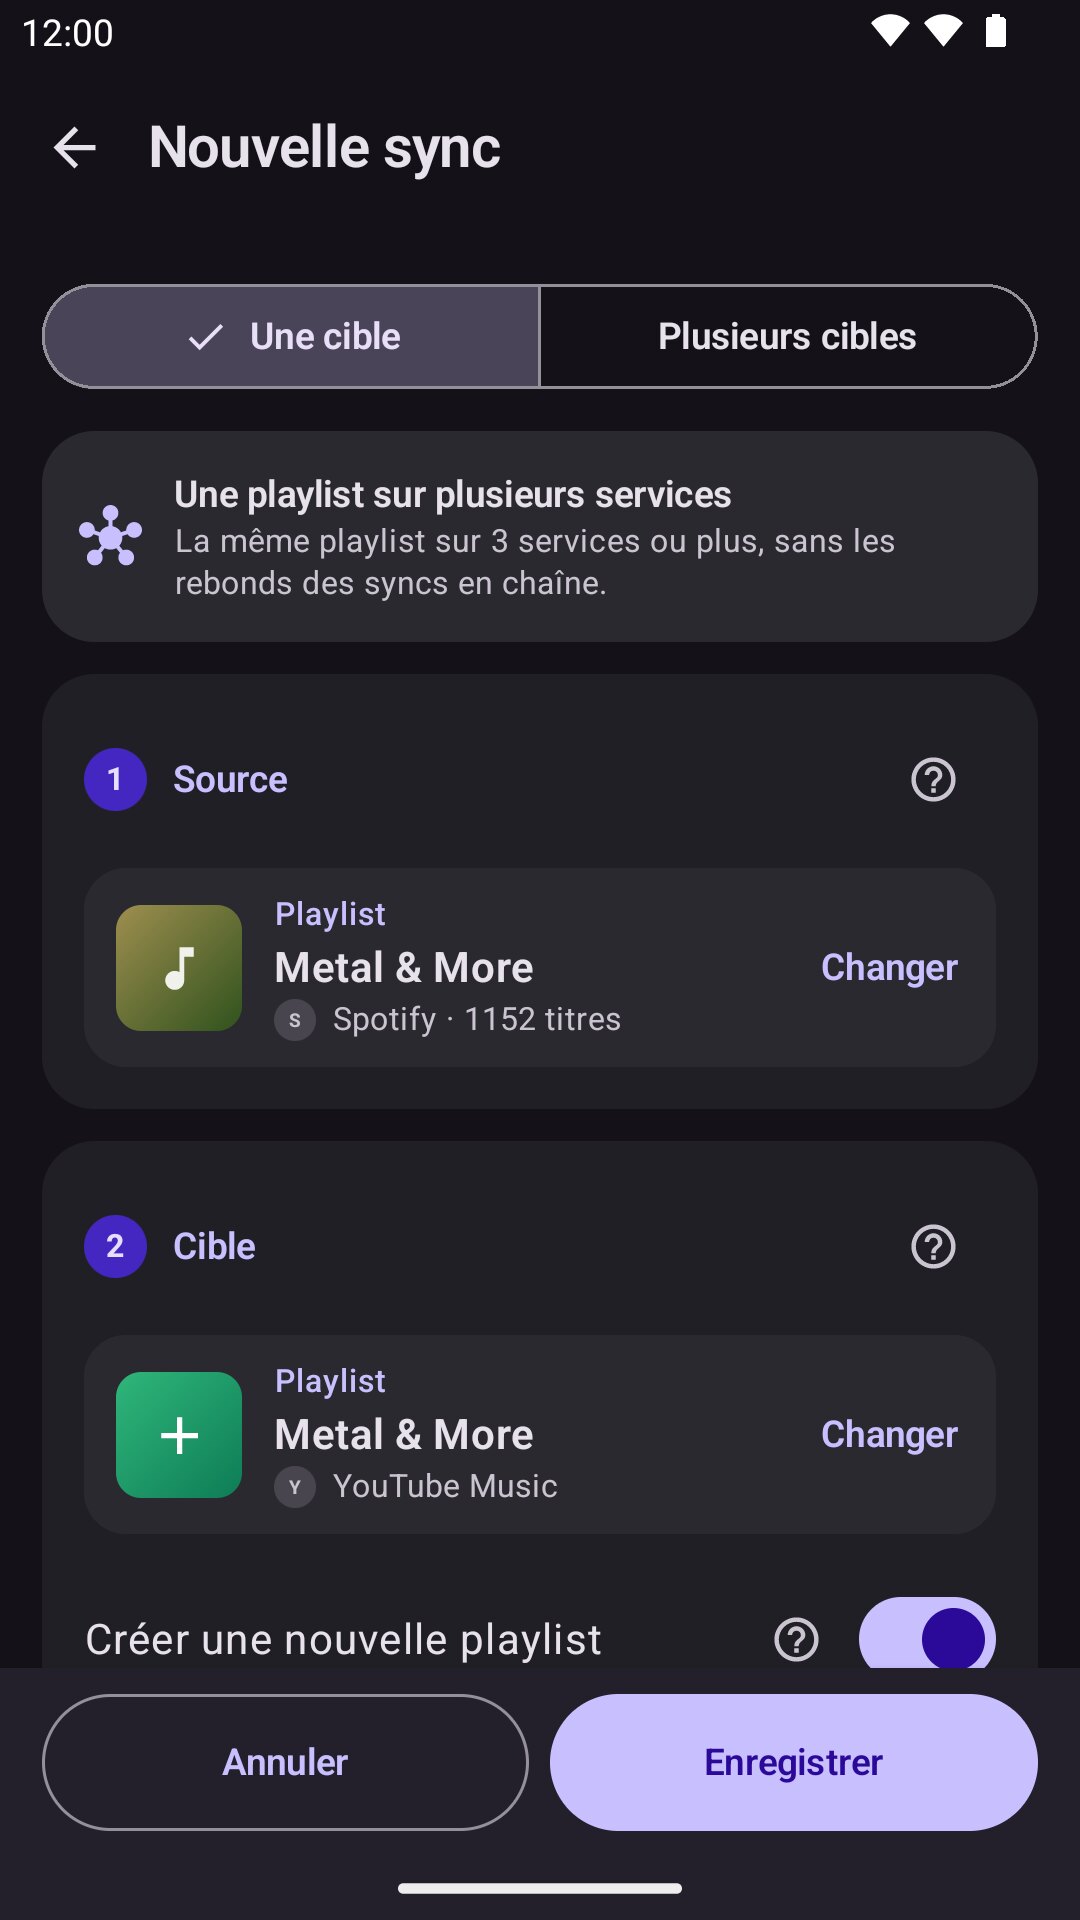 12:00
Nouvelle sync
Une cible
Plusieurs cibles
Une playlist sur plusieurs services
La même playlist sur 3 services ou plus, sans les
rebonds des syncs en chaîne.
1 Source
Playlist
Metal & More
Changer
S Spotify · 1152 titres
2 Cible
Playlist
Metal & More
Changer
Y YouTube Music
Créer une nouvelle playlist
Annuler
Enregistrer